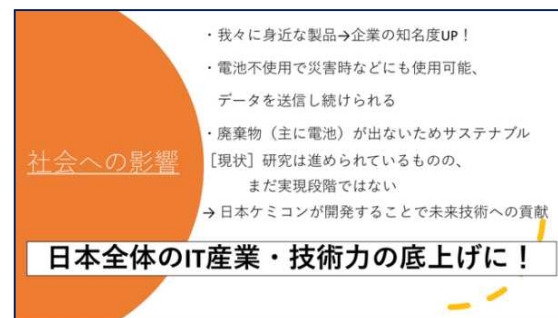 社会への影響
・我々に身近な製品→企業の知名度UP！
・電池不使用で災害時などにも使用可能、
データを送信し続けられる
・廃棄物（主に電池）が出ないためサステナブル
［現状］研究は進められているものの、
まだ実現段階ではない
→日本ケミコンが開発することで未来技術への貢献
日本全体のIT産業・技術力の底上げに！